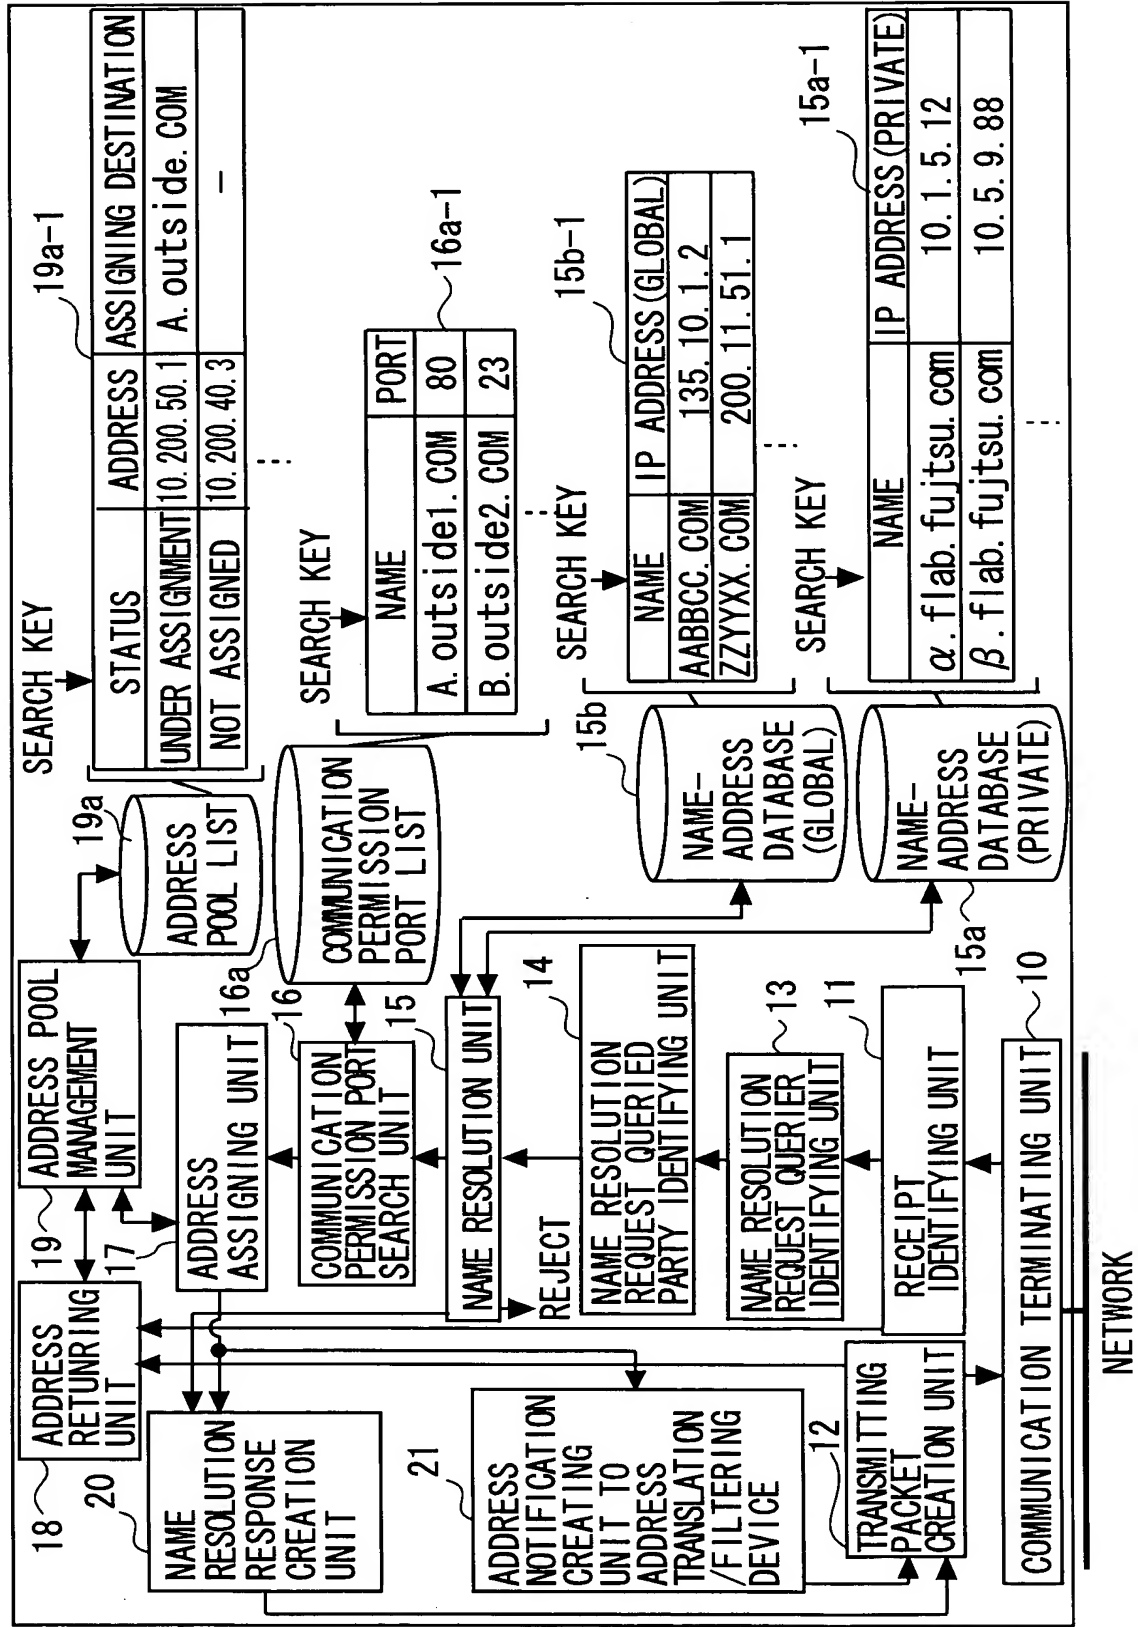 SEARCH KEY
19a-1
STATUS ADDRESS ASSIGNING DESTINATION
UNDER ASSIGNMENT 10.200.50.1 A.outside.COM
NOT ASSIGNED 10.200.40.3 —
SEARCH KEY
16a-1
NAME PORT
A.outside1.COM 80
B.outside2.COM 23
SEARCH KEY
15b-1
NAME IP ADDRESS(GLOBAL)
AABBCC.COM 135.10.1.2
ZZYYXX.COM 200.11.51.1
SEARCH KEY
15a-1
NAME IP ADDRESS(PRIVATE)
α.flab.fujtsu.com 10.1.5.12
β.flab.fujtsu.com 10.5.9.88
19a
ADDRESS
POOL LIST
16a
COMMUNICATION
PERMISSION
PORT LIST
15b
NAME-
ADDRESS
DATABASE
(GLOBAL)
15a
NAME-
ADDRESS
DATABASE
(PRIVATE)
19
ADDRESS POOL
MANAGEMENT
UNIT
17
ADDRESS
ASSIGNING UNIT
16
COMMUNICATION
PERMISSION PORT
SEARCH UNIT
15
NAME RESOLUTION UNIT
REJECT
14
NAME RESOLUTION
REQUEST QUERIED
PARTY IDENTIFYING UNIT
13
NAME RESOLUTION
REQUEST QUERIER
IDENTIFYING UNIT
11
RECEIPT
IDENTIFYING UNIT
10
COMMUNICATION TERMINATING UNIT
18
ADDRESS
RETUNRING
UNIT
20
NAME
RESOLUTION
RESPONSE
CREATION
UNIT
21
ADDRESS
NOTIFICATION
CREATING
UNIT TO
ADDRESS
TRANSLATION
/FILTERING
DEVICE
12
TRANSMITTING
PACKET
CREATION UNIT
NETWORK